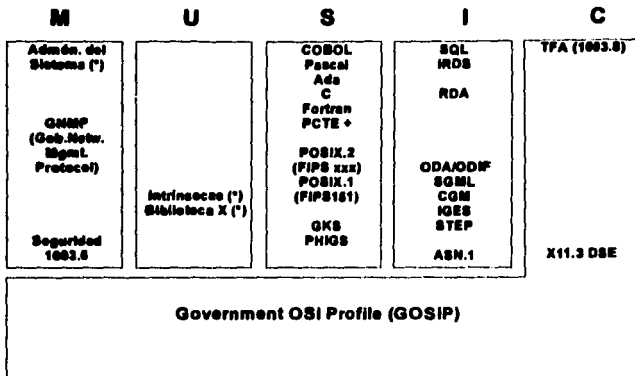 M U S I C
Admón. del
Sistema (*)
GNMP
(Gob.Netw.
Mgmt.
Protocol)
Seguridad
1003.6
Intrínsecas (*)
Biblioteca X (*)
COBOL
Pascal
Ada
C
Fortran
PCTE +
POSIX.2
(FIPS xxx)
POSIX.1
(FIPS151)
GKS
PHIGS
SQL
IRDS
RDA
ODA/ODIF
SGML
CGM
IGES
STEP
ASN.1
TFA (1003.8)
X11.3 DSE
Government OSI Profile (GOSIP)